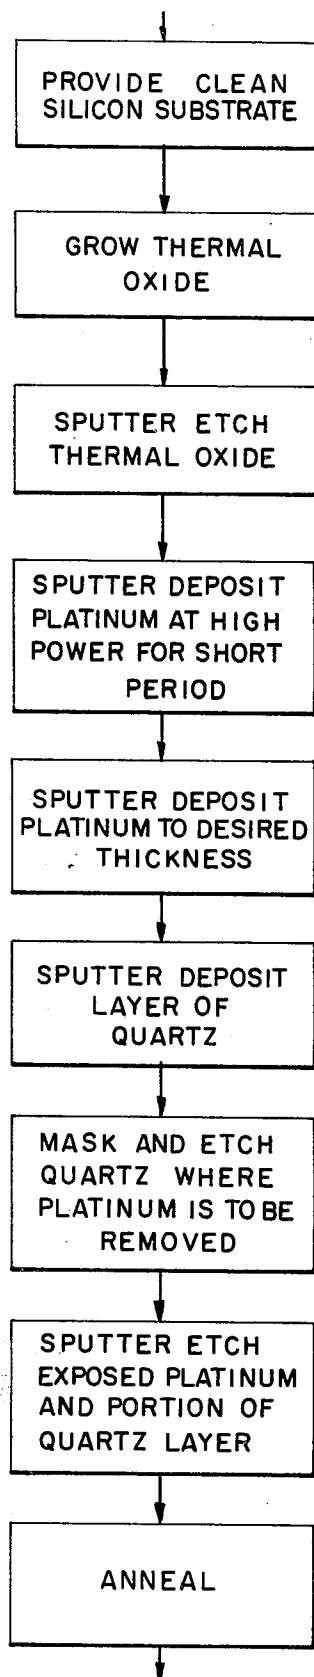 PROVIDE CLEAN
SILICON SUBSTRATE
GROW THERMAL
OXIDE
SPUTTER ETCH
THERMAL OXIDE
SPUTTER DEPOSIT
PLATINUM AT HIGH
POWER FOR SHORT
PERIOD
SPUTTER DEPOSIT
PLATINUM TO DESIRED
THICKNESS
SPUTTER DEPOSIT
LAYER OF
QUARTZ
MASK AND ETCH
QUARTZ WHERE
PLATINUM IS TO BE
REMOVED
SPUTTER ETCH
EXPOSED PLATINUM
AND PORTION OF
QUARTZ LAYER
ANNEAL